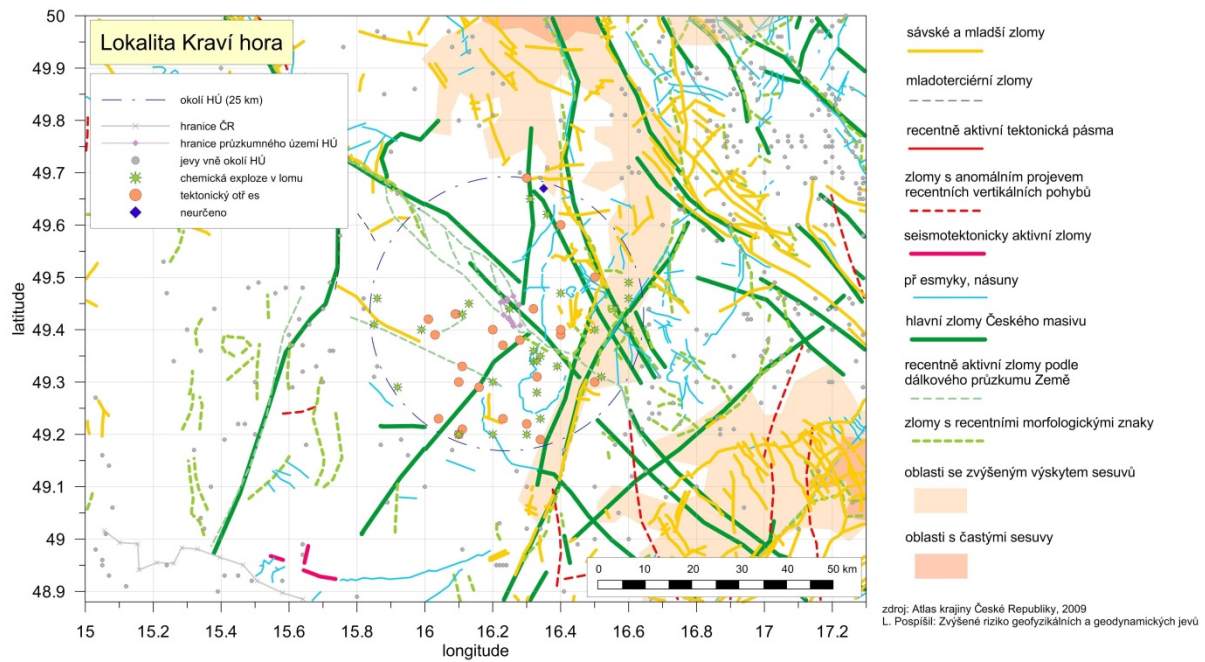 Lokalita Kraví hora
okolí HÚ (25 km)
hranice ČR
hranice průzkumného území HÚ
jevy vně okolí HÚ
chemická exploze v lomu
tektonický otř es
neurčeno
50
49.9
49.8
49.7
49.6
49.5
49.4
49.3
49.2
49.1
49
48.9
latitude
15
15.2
15.4
15.6
15.8
16
16.2
16.4
16.6
16.8
17
17.2
longitude
0 10 20 30 40 50 km
sávské a mladší zlomy
mladoterciérní zlomy
recentně aktivní tektonická pásma
zlomy s anomálním projevem
recentních vertikálních pohybů
seismotektonicky aktivní zlomy
př esmyky, násuny
hlavní zlomy Českého masivu
recentně aktivní zlomy podle
dálkového průzkumu Země
zlomy s recentními morfologickými znaky
oblasti se zvýšeným výskytem sesuvů
oblasti s častými sesuvy
zdroj: Atlas krajiny České Republiky, 2009
L. Pospíšil: Zvýšené riziko geofyzikálních a geodynamických jevů